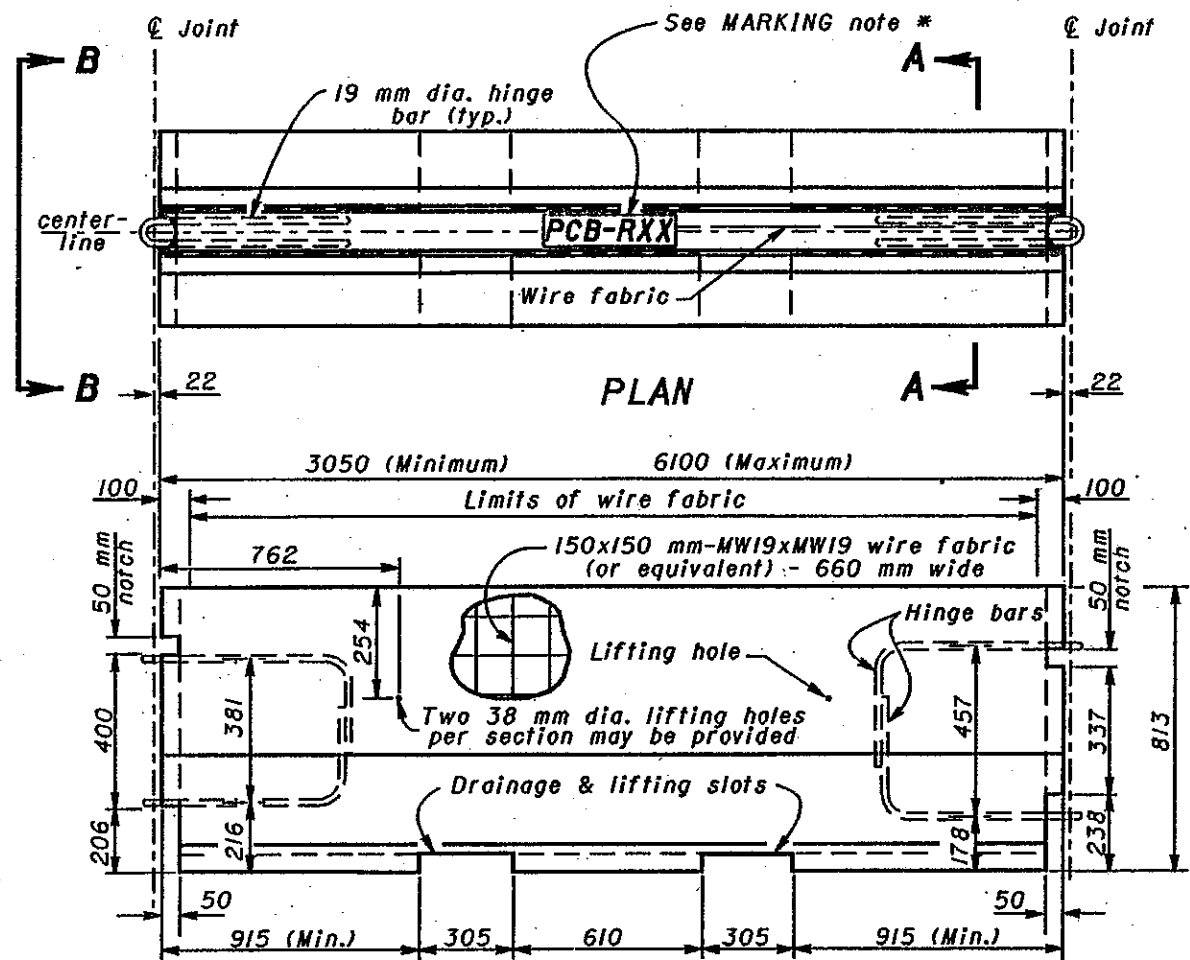 ℄ Joint
See MARKING note *
℄ Joint
B
A
19 mm dia. hinge
bar (typ.)
center-
line
PCB-RXX
Wire fabric
B
22
PLAN
A
22
3050 (Minimum) 6100 (Maximum)
100
Limits of wire fabric
100
762
150x150 mm-MW19xMW19 wire fabric
(or equivalent) - 660 mm wide
50 mm
notch
50 mm
notch
254
Hinge bars
Lifting hole
400
381
457
337
813
Two 38 mm dia. lifting holes
per section may be provided
Drainage & lifting slots
206
216
178
238
50
50
915 (Min.)
305
610
305
915 (Min.)